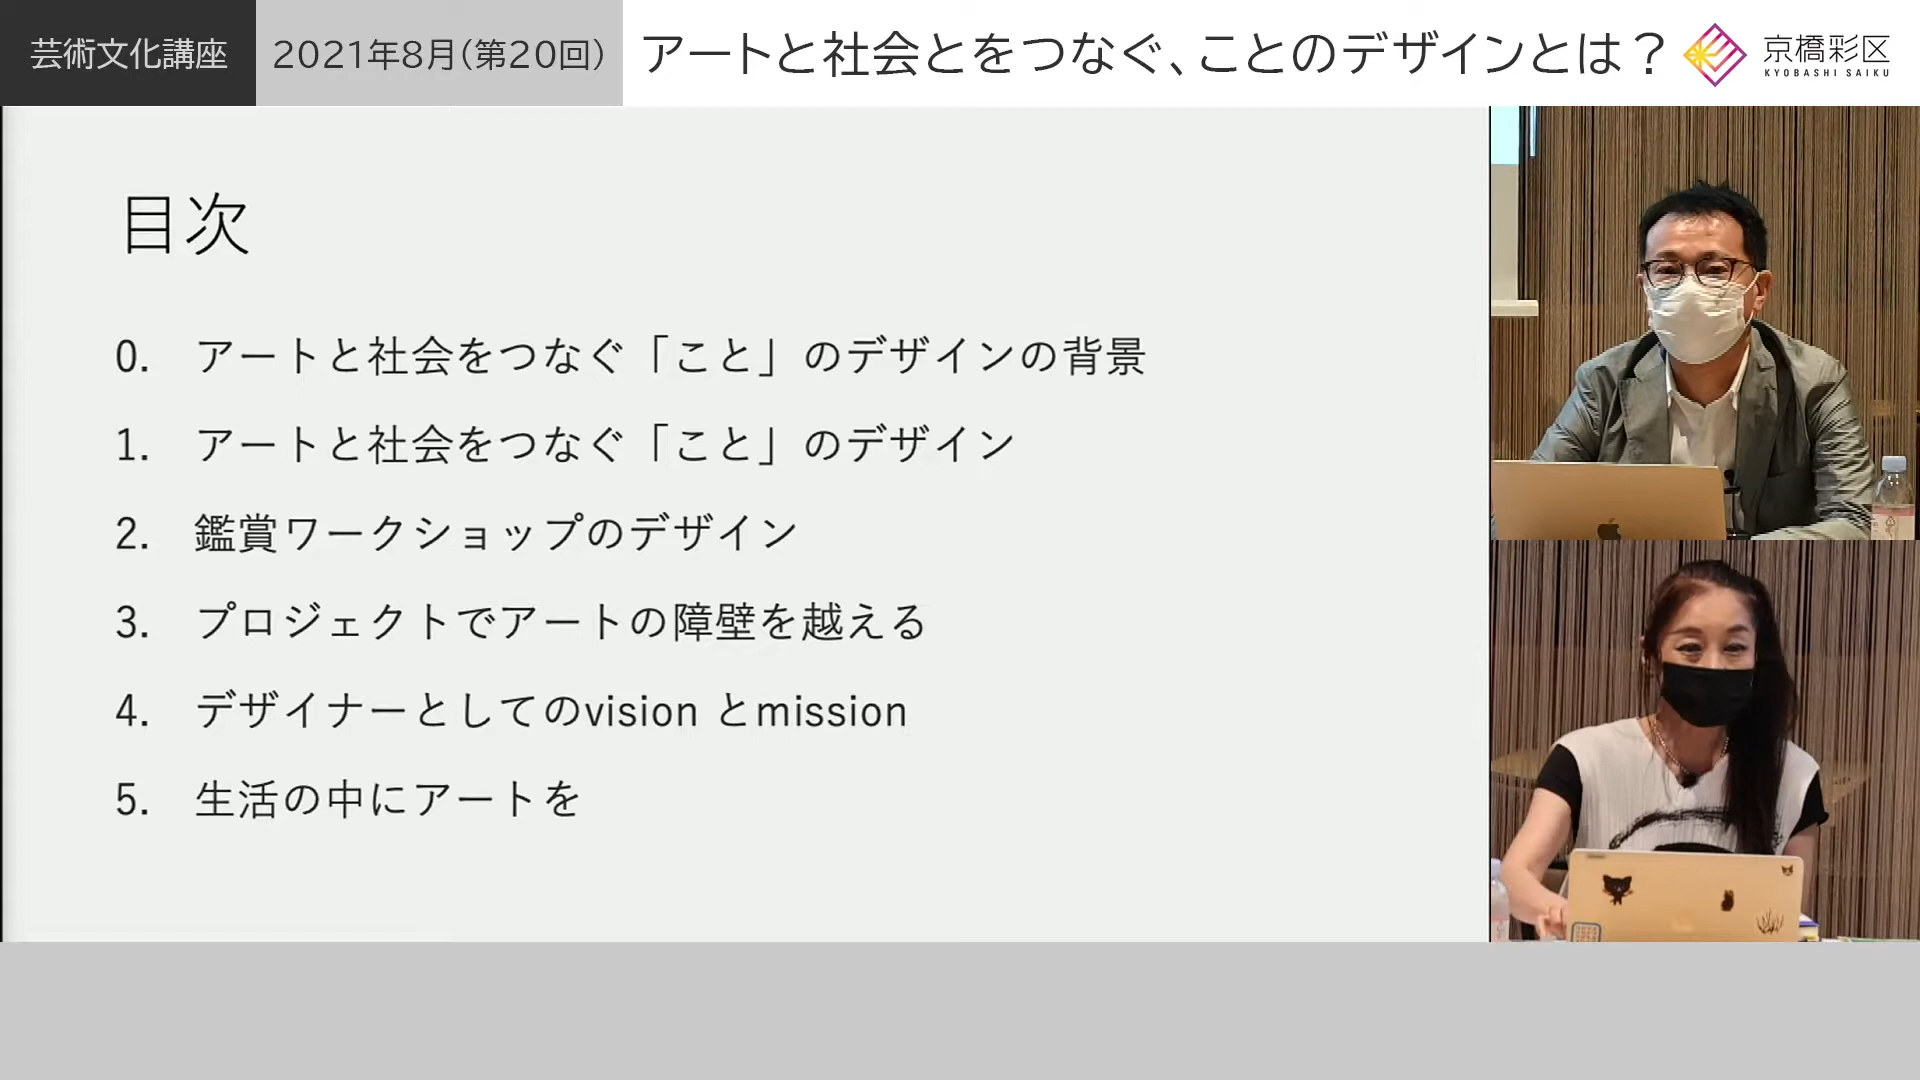 芸術文化講座
2021年8月(第20回)
アートと社会とをつなぐ、ことのデザインとは？
京橋彩区
KYOBASHI SAIKU
目次
0. アートと社会をつなぐ「こと」のデザインの背景
1. アートと社会をつなぐ「こと」のデザイン
2. 鑑賞ワークショップのデザイン
3. プロジェクトでアートの障壁を越える
4. デザイナーとしてのvision とmission
5. 生活の中にアートを